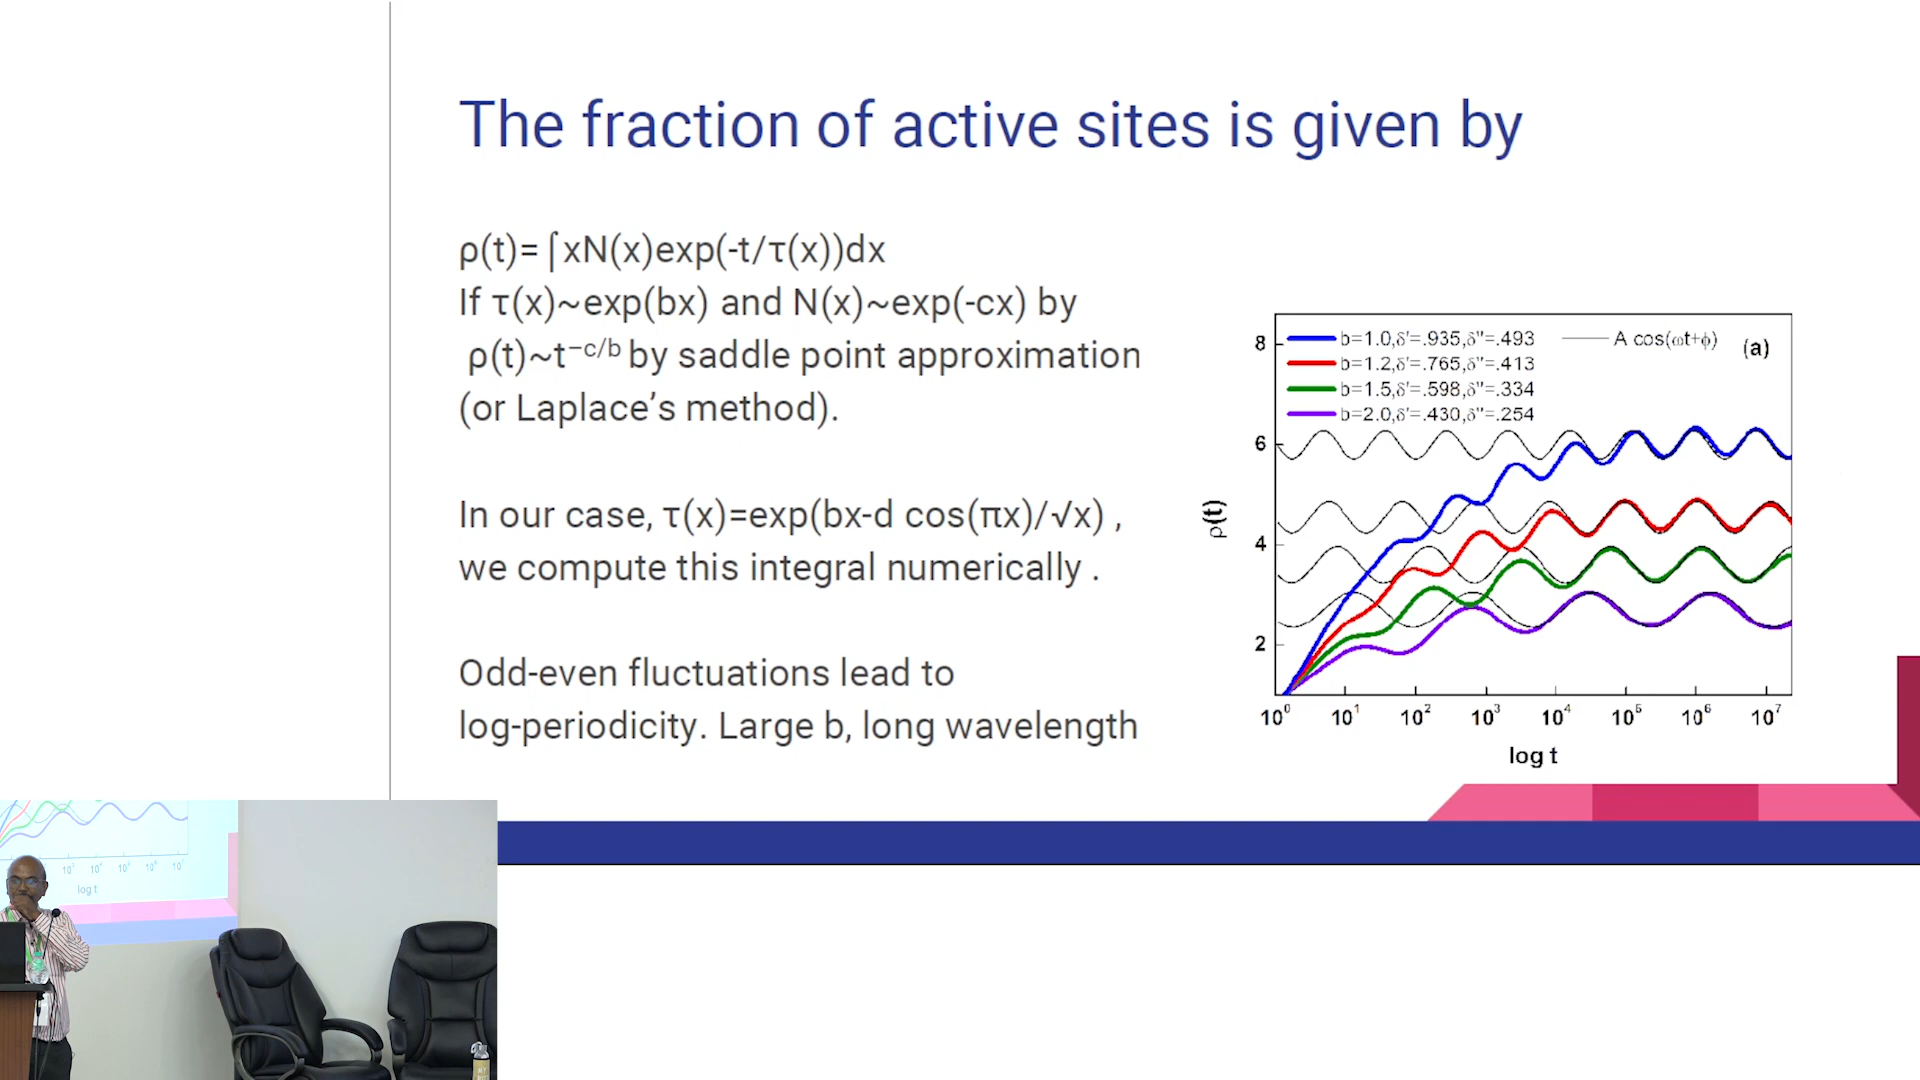 The fraction of active sites is given by
ρ(t)=∫xN(x)exp(-t/τ(x))dx
If τ(x)~exp(bx) and N(x)~exp(-cx) by
ρ(t)~t⁻ᶜ/ᵇ by saddle point approximation
(or Laplace’s method).
In our case, τ(x)=exp(bx-d cos(πx)/√x) ,
we compute this integral numerically .
Odd-even fluctuations lead to
log-periodicity. Large b, long wavelength
b=1.0,δ'=.935,δ''=.493 A cos(ωt+ϕ) (a)
b=1.2,δ'=.765,δ''=.413
b=1.5,δ'=.598,δ''=.334
b=2.0,δ'=.430,δ''=.254
8
6
4
2
ρ(t)
10⁰ 10¹ 10² 10³ 10⁴ 10⁵ 10⁶ 10⁷
log t
log t